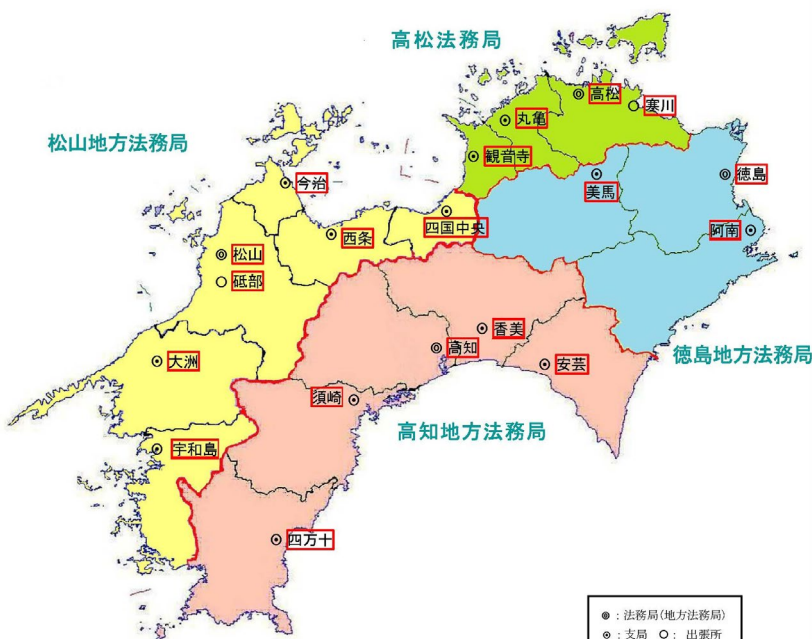 高松法務局
高松
寒川
丸亀
観音寺
松山地方法務局
今治
美馬
徳島
四国中央
西条
阿南
松山
砥部
香美
高知
大洲
安芸
徳島地方法務局
須崎
高知地方法務局
宇和島
四万十
◎：法務局(地方法務局)
⊙：支局 ○：出張所